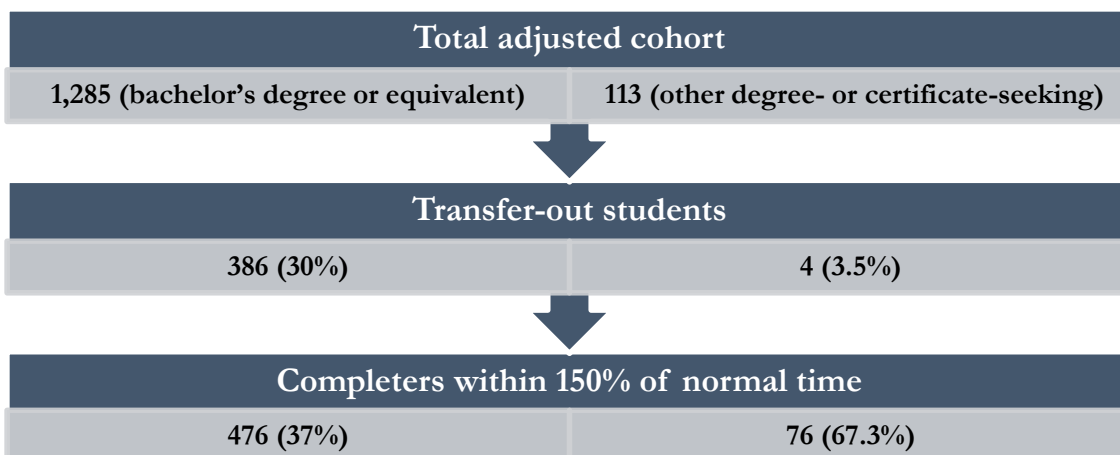 Total adjusted cohort
1,285 (bachelor’s degree or equivalent) 113 (other degree- or certificate-seeking)
Transfer-out students
386 (30%) 4 (3.5%)
Completers within 150% of normal time
476 (37%) 76 (67.3%)